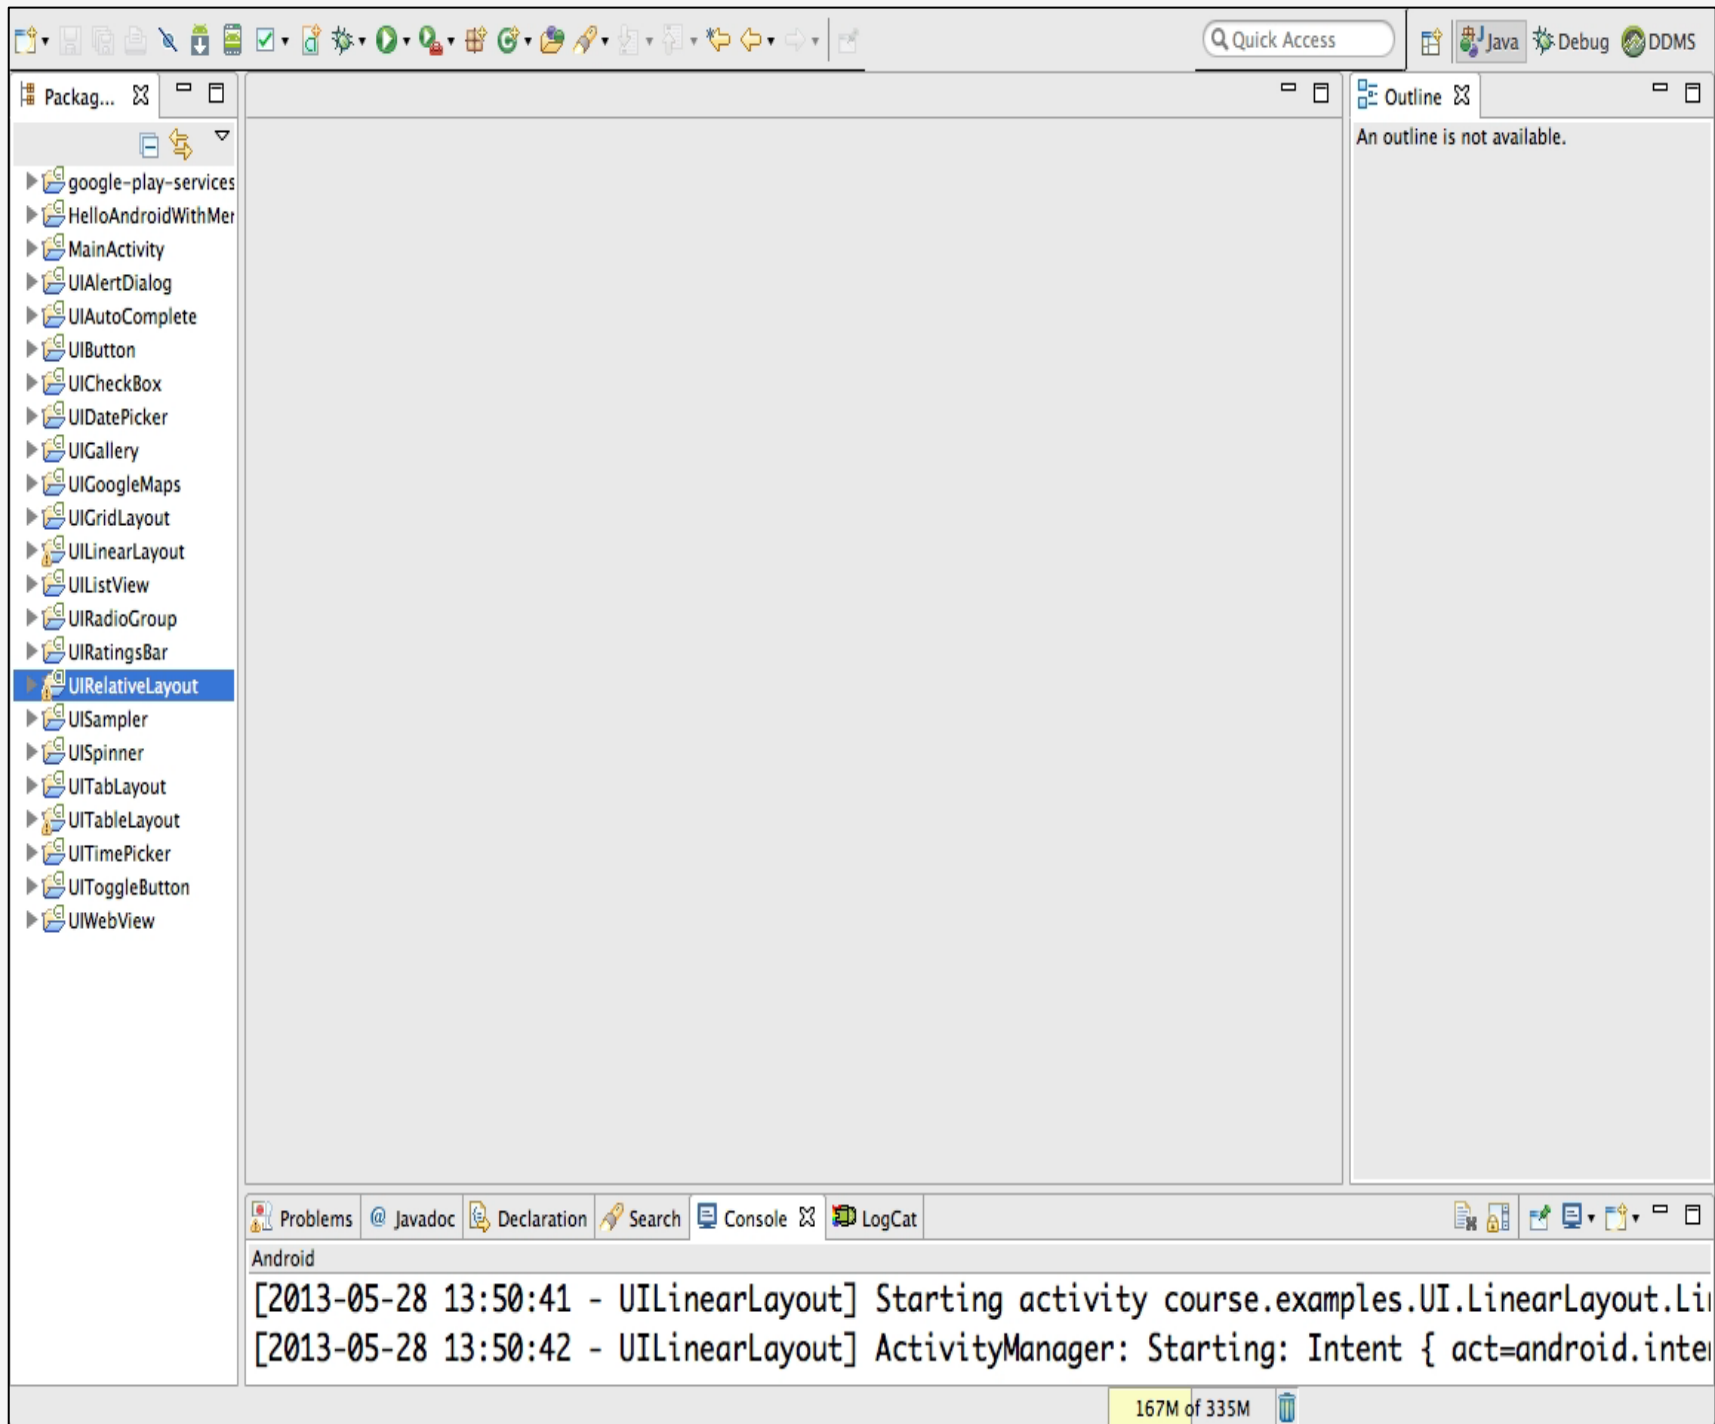 Quick Access
Java
Debug
DDMS
Packag...
Outline
An outline is not available.
google-play-services
HelloAndroidWithMer
MainActivity
UIAlertDialog
UIAutoComplete
UIButton
UICheckBox
UIDatePicker
UIGallery
UIGoogleMaps
UIGridLayout
UILinearLayout
UIListView
UIRadioGroup
UIRatingsBar
UIRelativeLayout
UISampler
UISpinner
UITabLayout
UITableLayout
UITimePicker
UIToggleButton
UIWebView
Problems
@ Javadoc
Declaration
Search
Console
LogCat
Android
[2013-05-28 13:50:41 - UILinearLayout] Starting activity course.examples.UI.LinearLayout.Li
[2013-05-28 13:50:42 - UILinearLayout] ActivityManager: Starting: Intent { act=android.inte
167M of 335M